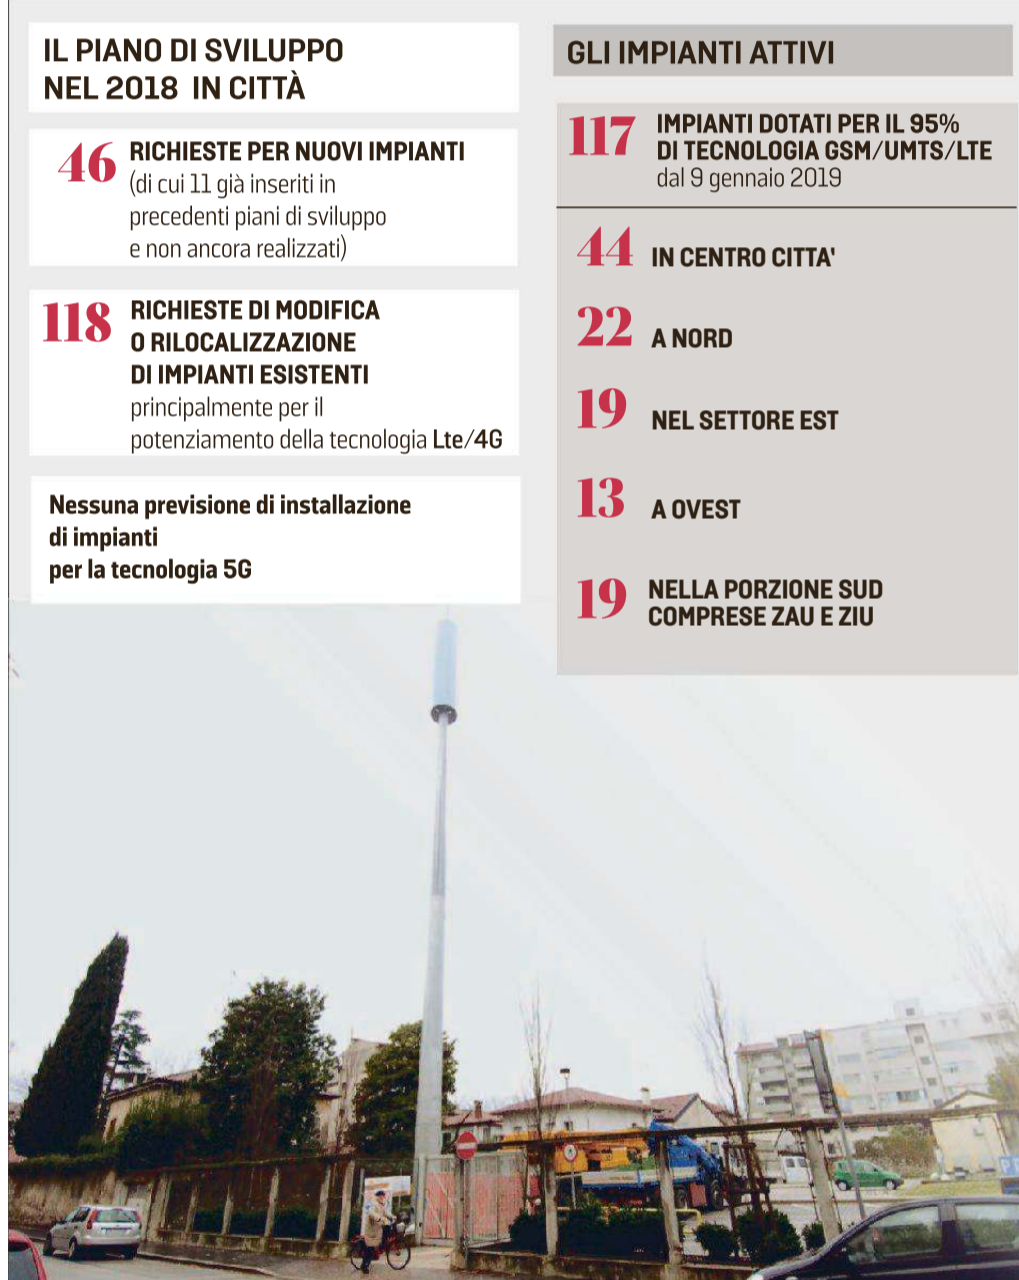 IL PIANO DI SVILUPPO
NEL 2018 IN CITTÀ
46
RICHIESTE PER NUOVI IMPIANTI
(di cui 11 già inseriti in
precedenti piani di sviluppo
e non ancora realizzati)
118
RICHIESTE DI MODIFICA
O RILOCALIZZAZIONE
DI IMPIANTI ESISTENTI
principalmente per il
potenziamento della tecnologia Lte/4G
Nessuna previsione di installazione
di impianti
per la tecnologia 5G
GLI IMPIANTI ATTIVI
117
IMPIANTI DOTATI PER IL 95%
DI TECNOLOGIA GSM/UMTS/LTE
dal 9 gennaio 2019
44
IN CENTRO CITTA'
22
A NORD
19
NEL SETTORE EST
13
A OVEST
19
NELLA PORZIONE SUD
COMPRESE ZAU E ZIU
P